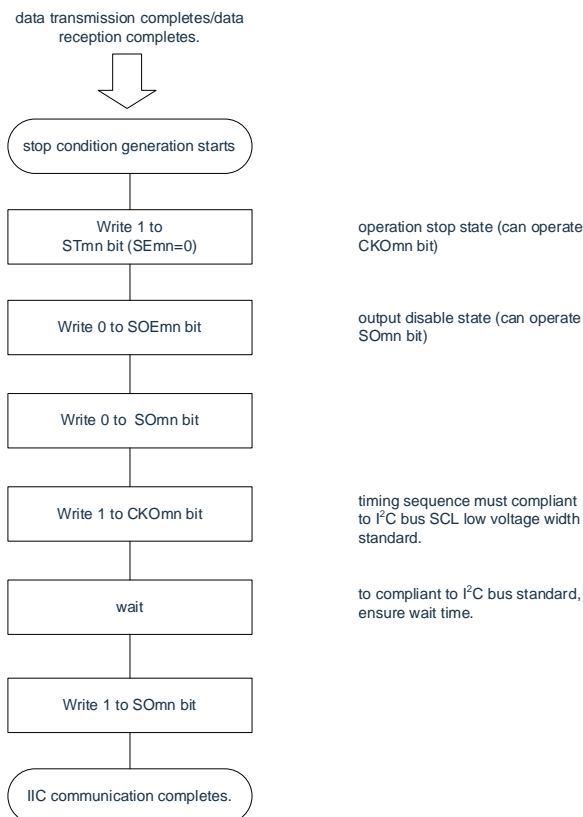 data transmission completes/data
reception completes.
stop condition generation starts
Write 1 to
STmn bit (SEmn=0)
operation stop state (can operate
CKOmn bit)
Write 0 to SOEmn bit
output disable state (can operate
SOmn bit)
Write 0 to SOmn bit
Write 1 to CKOmn bit
timing sequence must compliant
to I²C bus SCL low voltage width
standard.
wait
to compliant to I²C bus standard,
ensure wait time.
Write 1 to SOmn bit
IIC communication completes.